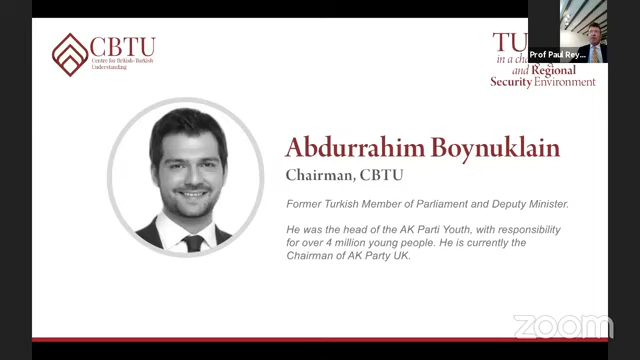 CBTU
Centre for British-Turkish
Understanding
in a
and Regional
Security Environment
Prof Paul Rey...
Abdurrahim Boynuklain
Chairman, CBTU
Former Turkish Member of Parliament and Deputy Minister.
He was the head of the AK Parti Youth, with responsibility
for over 4 million young people. He is currently the
Chairman of AK Party UK.
zoom